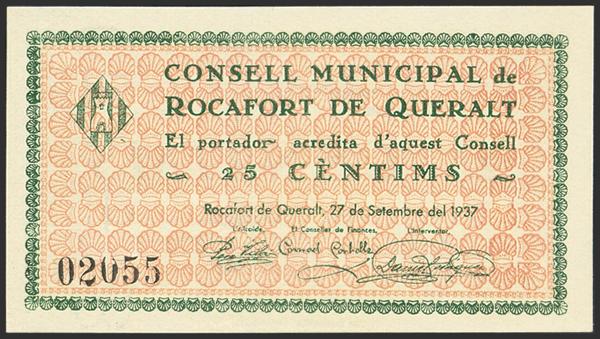 CONSELL MUNICIPAL de
ROCAFORT DE QUERALT
El portador acredita d'aquest Consell
25 CÈNTIMS
Rocafort de Queralt, 27 de Setembre del 1937
L'Alcalde, El Conseller de Finances, L'Interventor,
02055